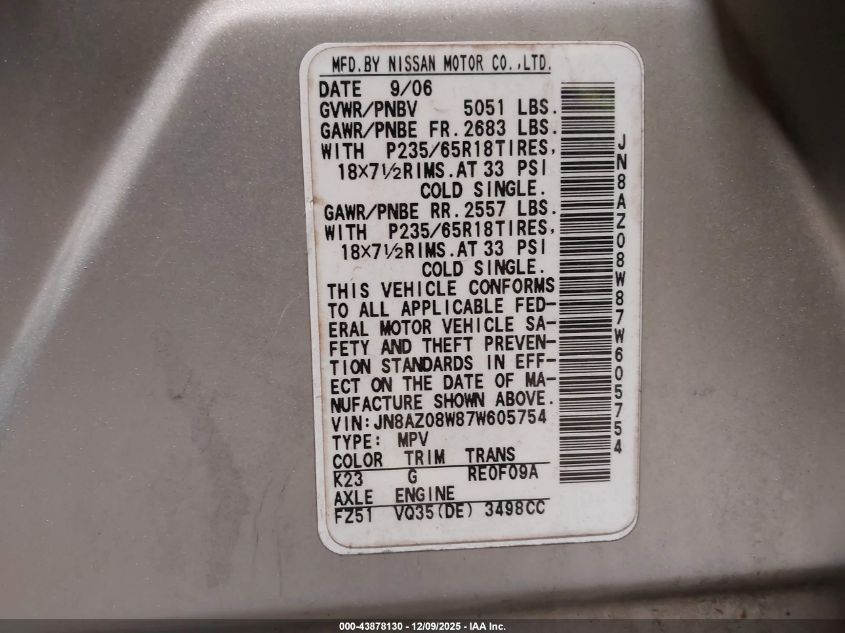 MFD.BY NISSAN MOTOR CO.,LTD.
DATE 9/06
GVWR/PNBV 5051 LBS.
GAWR/PNBE FR. 2683 LBS.
WITH P235/65R18TIRES,
18×7½RIMS.AT 33 PSI
COLD SINGLE.
GAWR/PNBE RR. 2557 LBS.
WITH P235/65R18TIRES,
18×7½RIMS.AT 33 PSI
COLD SINGLE.
THIS VEHICLE CONFORMS
TO ALL APPLICABLE FED-
ERAL MOTOR VEHICLE SA-
FETY AND THEFT PREVEN-
TION STANDARDS IN EFF-
ECT ON THE DATE OF MA-
NUFACTURE SHOWN ABOVE.
VIN:JN8AZ08W87W605754
TYPE: MPV
COLOR TRIM TRANS
K23 G RE0F09A
AXLE ENGINE
FZ51 VQ35(DE) 3498CC
JN8AZ08W87W605754
000-43878130 - 12/09/2025 - IAA Inc.